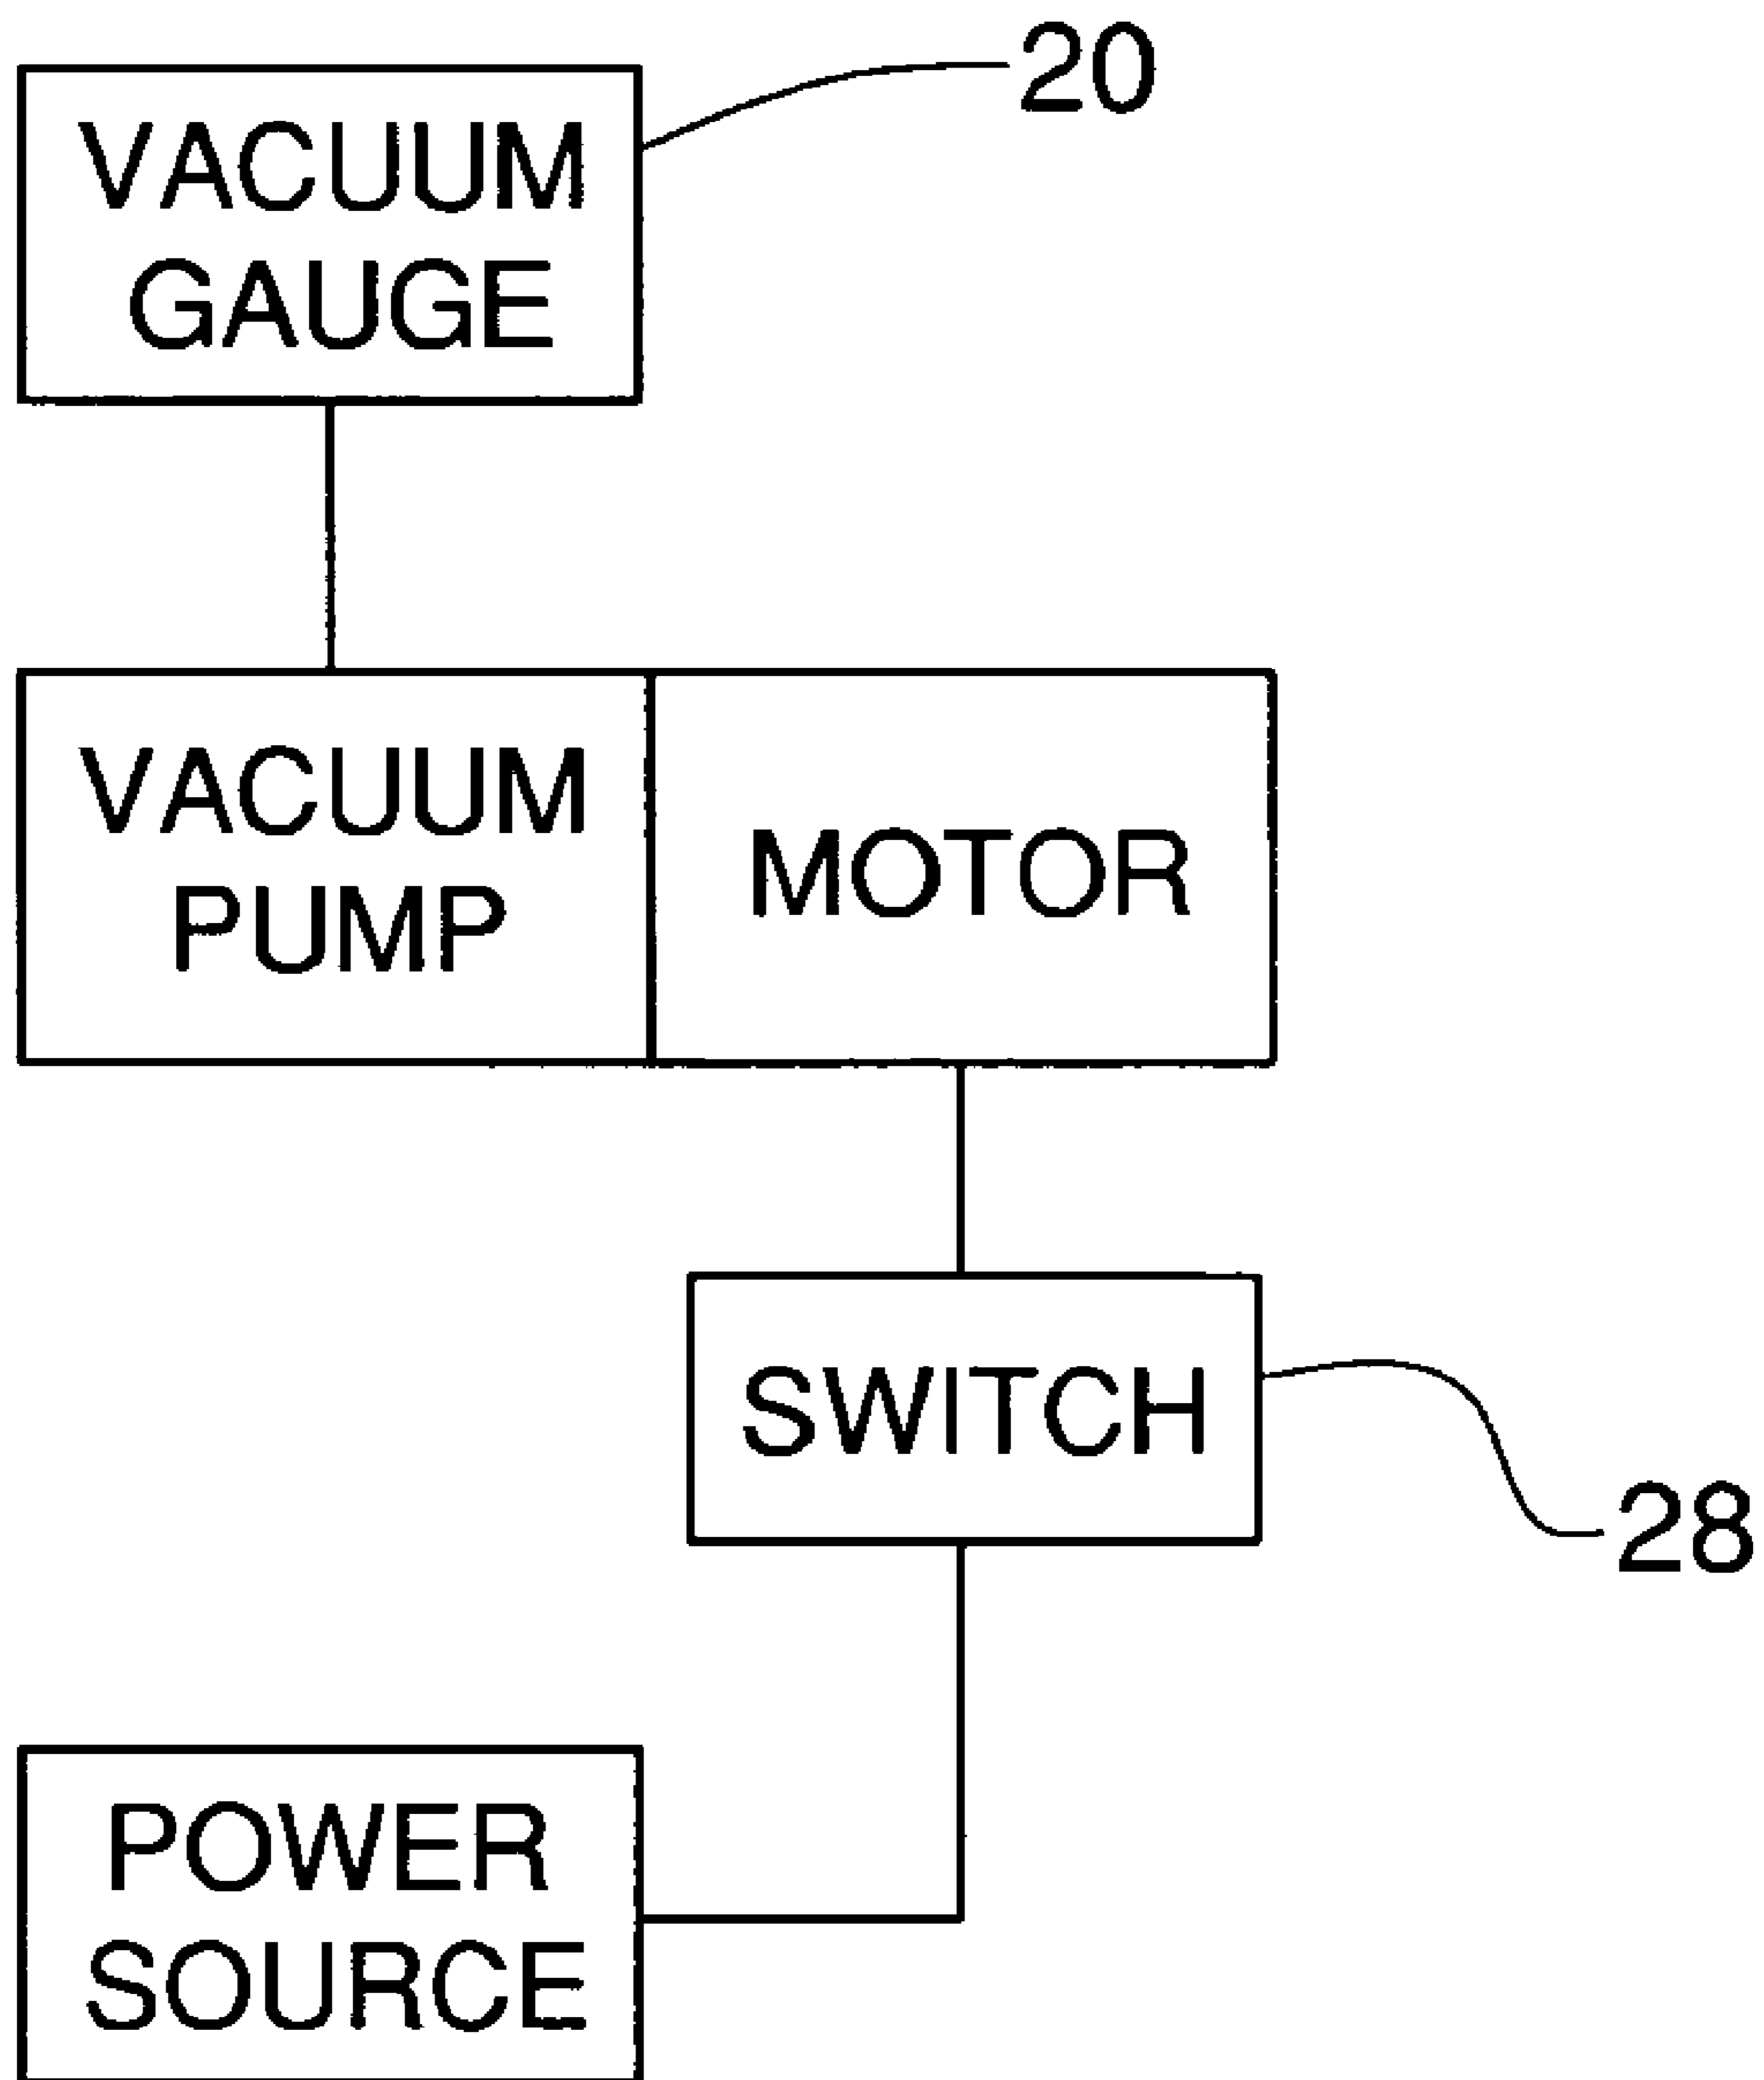 20
VACUUM
GAUGE
VACUUM
PUMP
MOTOR
SWITCH
28
POWER
SOURCE